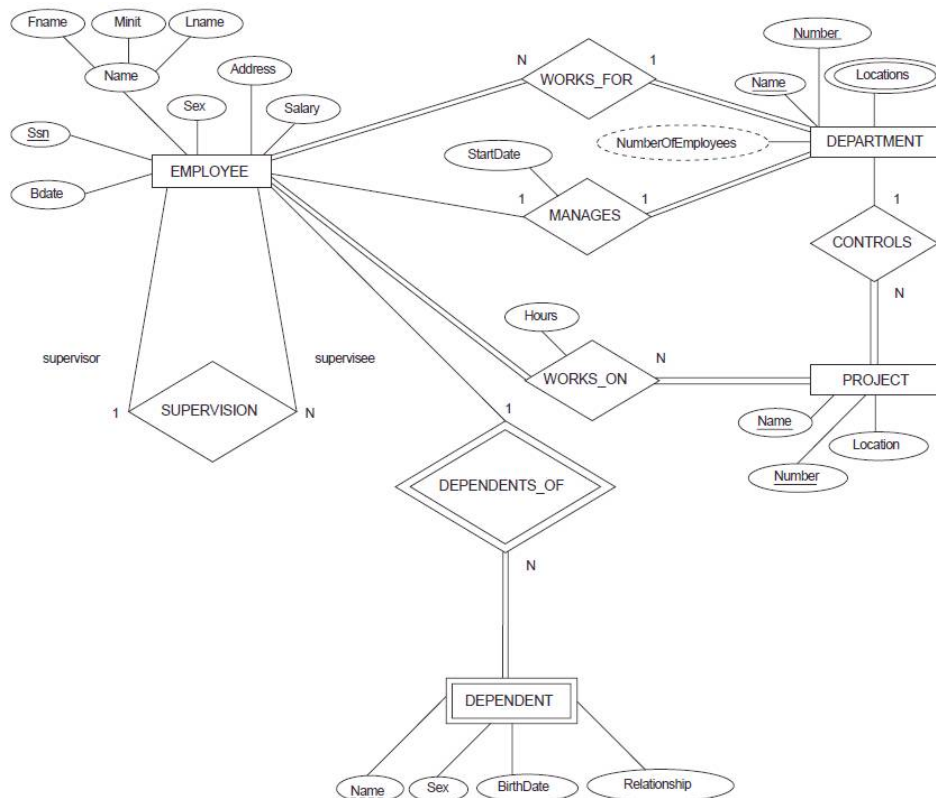 Fname
Minit
Lname
Name
Address
Sex
Salary
Ssn
Bdate
EMPLOYEE
N
WORKS_FOR
1
Number
Name
Locations
NumberOfEmployees
DEPARTMENT
StartDate
1
MANAGES
1
1
CONTROLS
N
supervisor
supervisee
1
SUPERVISION
N
Hours
WORKS_ON
N
PROJECT
Name
Number
Location
1
DEPENDENTS_OF
N
DEPENDENT
Name
Sex
BirthDate
Relationship